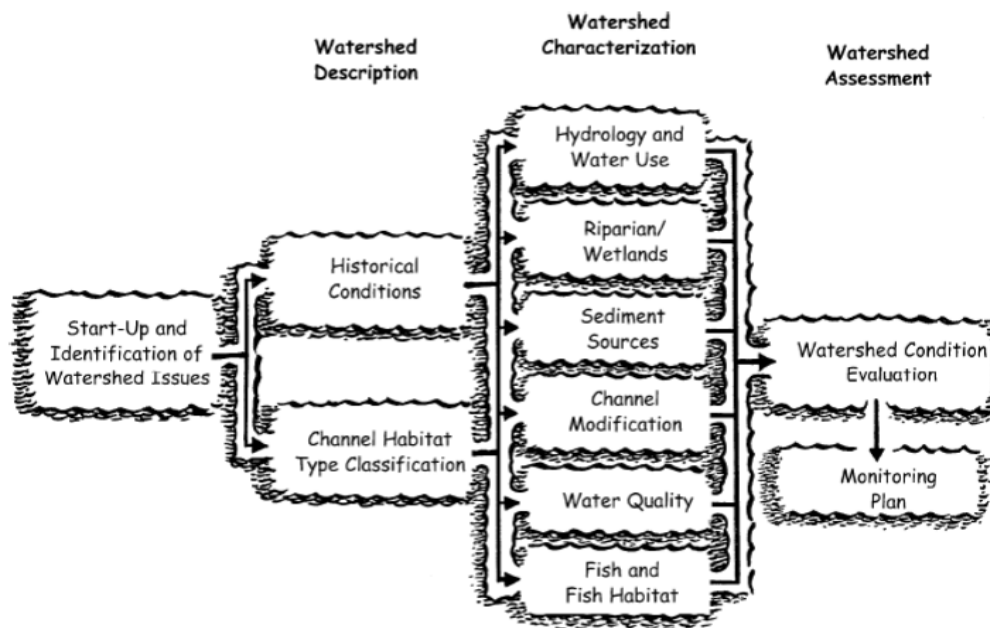 Watershed
Description
Watershed
Characterization
Watershed
Assessment
Start-Up and
Identification of
Watershed Issues
Historical
Conditions
Channel Habitat
Type Classification
Hydrology and
Water Use
Riparian/
Wetlands
Sediment
Sources
Channel
Modification
Water Quality
Fish and
Fish Habitat
Watershed Condition
Evaluation
Monitoring
Plan